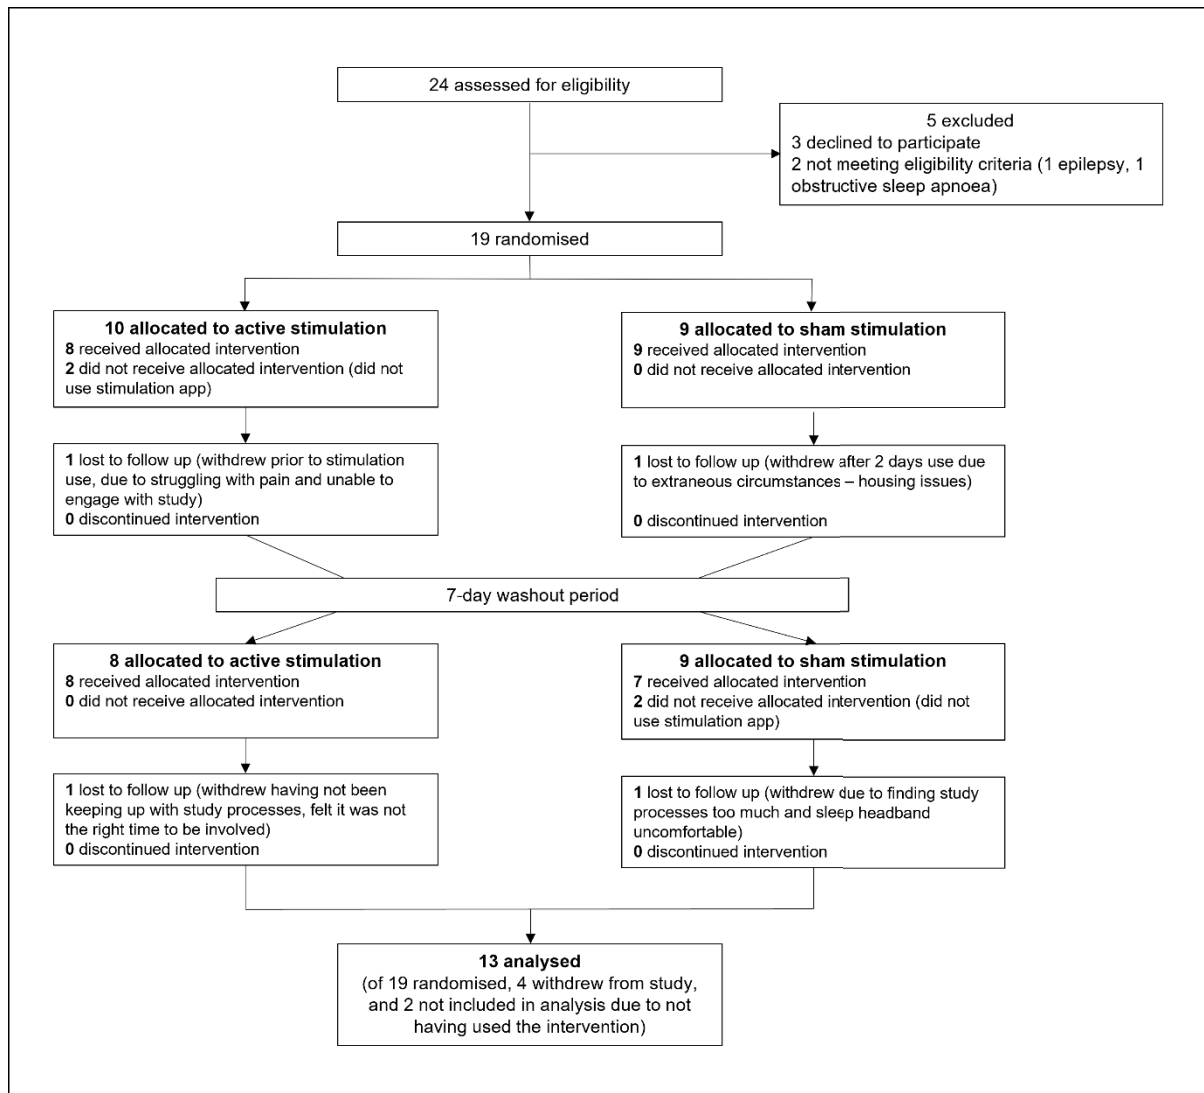 24 assessed for eligibility
5 excluded
3 declined to participate
2 not meeting eligibility criteria (1 epilepsy, 1
obstructive sleep apnoea)
19 randomised
10 allocated to active stimulation
8 received allocated intervention
2 did not receive allocated intervention (did not
use stimulation app)
9 allocated to sham stimulation
9 received allocated intervention
0 did not receive allocated intervention
1 lost to follow up (withdrew prior to stimulation
use, due to struggling with pain and unable to
engage with study)
0 discontinued intervention
1 lost to follow up (withdrew after 2 days use due
to extraneous circumstances – housing issues)
0 discontinued intervention
7-day washout period
8 allocated to active stimulation
8 received allocated intervention
0 did not receive allocated intervention
9 allocated to sham stimulation
7 received allocated intervention
2 did not receive allocated intervention (did not
use stimulation app)
1 lost to follow up (withdrew having not been
keeping up with study processes, felt it was not
the right time to be involved)
0 discontinued intervention
1 lost to follow up (withdrew due to finding study
processes too much and sleep headband
uncomfortable)
0 discontinued intervention
13 analysed
(of 19 randomised, 4 withdrew from study,
and 2 not included in analysis due to not
having used the intervention)